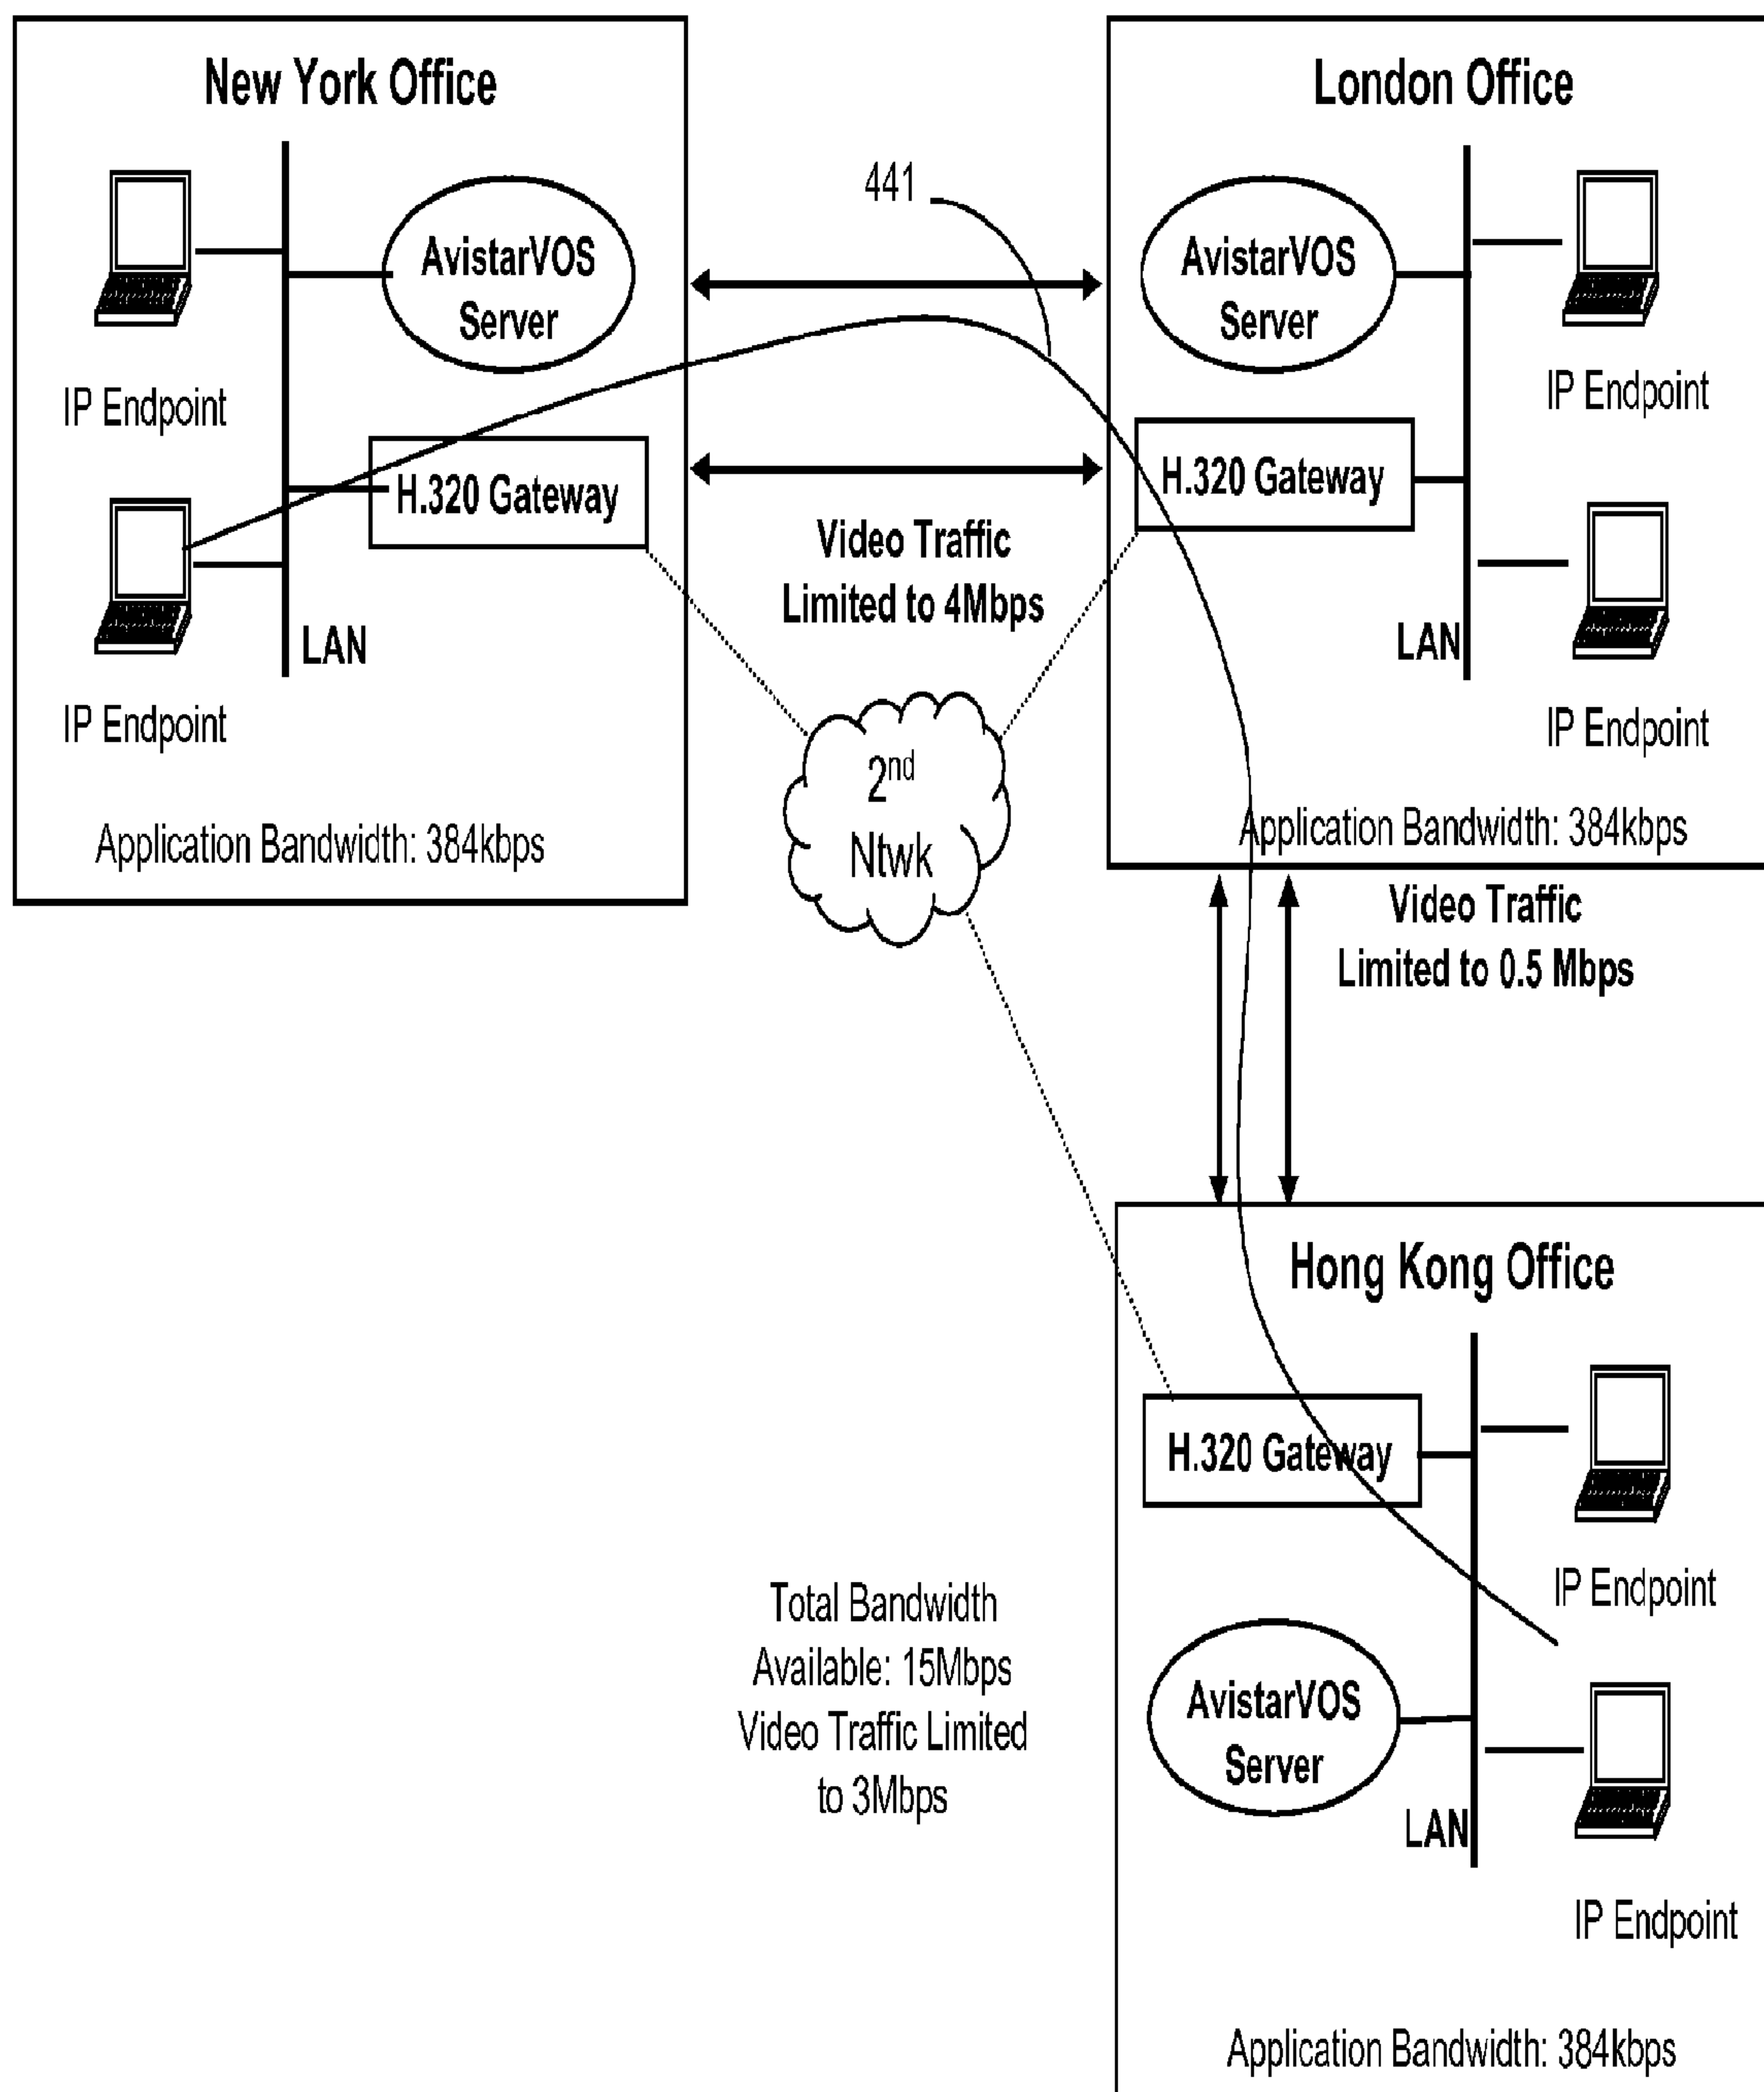 New York Office
AvistarVOS
Server
IP Endpoint
H.320 Gateway
LAN
IP Endpoint
Application Bandwidth: 384kbps
441
Video Traffic
Limited to 4Mbps
2nd
Ntwk
London Office
AvistarVOS
Server
IP Endpoint
H.320 Gateway
LAN
IP Endpoint
Application Bandwidth: 384kbps
Video Traffic
Limited to 0.5 Mbps
Hong Kong Office
H.320 Gateway
IP Endpoint
AvistarVOS
Server
LAN
IP Endpoint
Application Bandwidth: 384kbps
Total Bandwidth
Available: 15Mbps
Video Traffic Limited
to 3Mbps